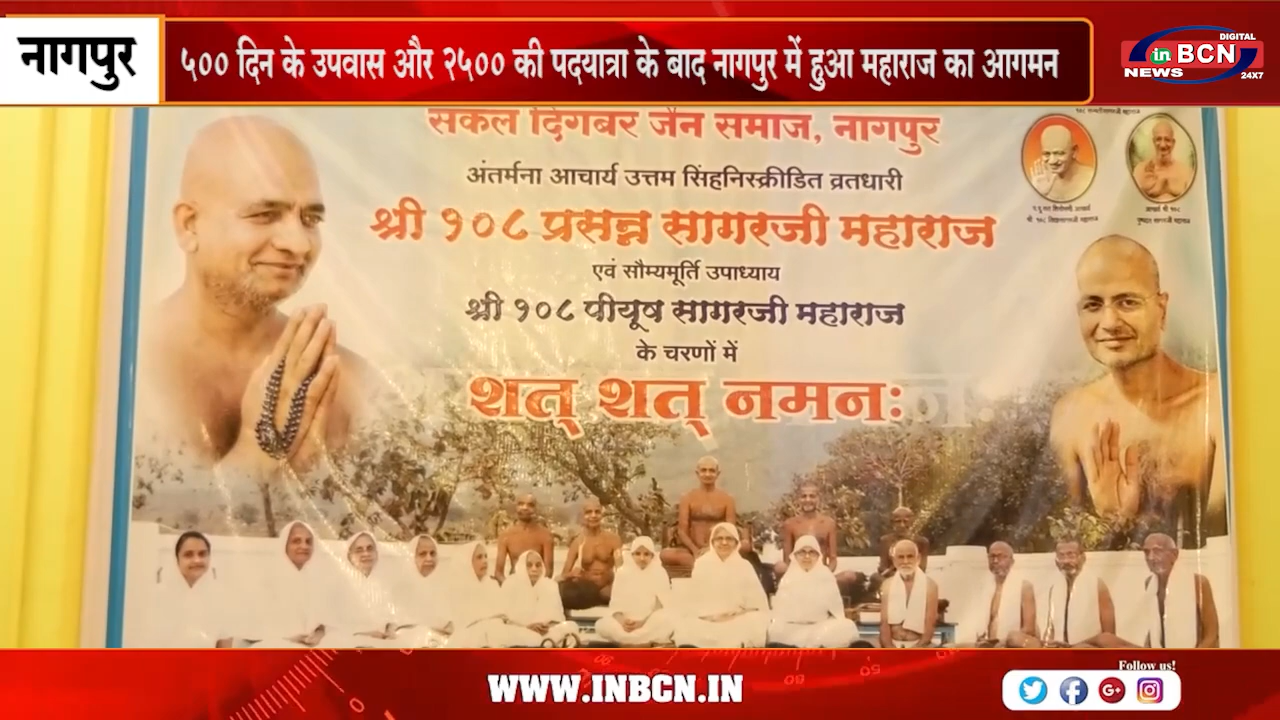 नागपुर
५०० दिन के उपवास और २५०० की पदयात्रा के बाद नागपुर में हुआ महाराज का आगमन
DIGITAL
in BCN
NEWS 24X7
सकल दिगंबर जैन समाज, नागपुर
अंतर्मना आचार्य उत्तम सिंहनिस्क्रीडित व्रतधारी
श्री १०८ प्रसन्न सागरजी महाराज
एवं सौम्यमूर्ति उपाध्याय
श्री १०८ पीयूष सागरजी महाराज
के चरणों में
शत् शत् नमनः
आचार्य श्री १०८
WWW.INBCN.IN
Follow us!